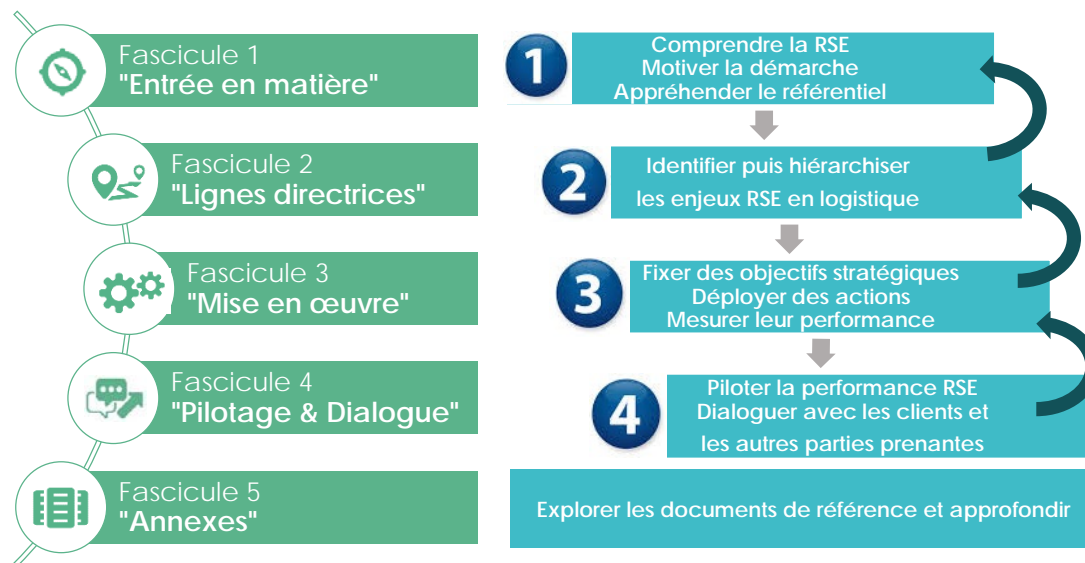 Fascicule 1
"Entrée en matière"
1
Comprendre la RSE
Motiver la démarche
Appréhender le référentiel
Fascicule 2
"Lignes directrices"
2
Identifier puis hiérarchiser
les enjeux RSE en logistique
Fascicule 3
"Mise en œuvre"
3
Fixer des objectifs stratégiques
Déployer des actions
Mesurer leur performance
Fascicule 4
"Pilotage & Dialogue"
4
Piloter la performance RSE
Dialoguer avec les clients et
les autres parties prenantes
Fascicule 5
"Annexes"
Explorer les documents de référence et approfondir